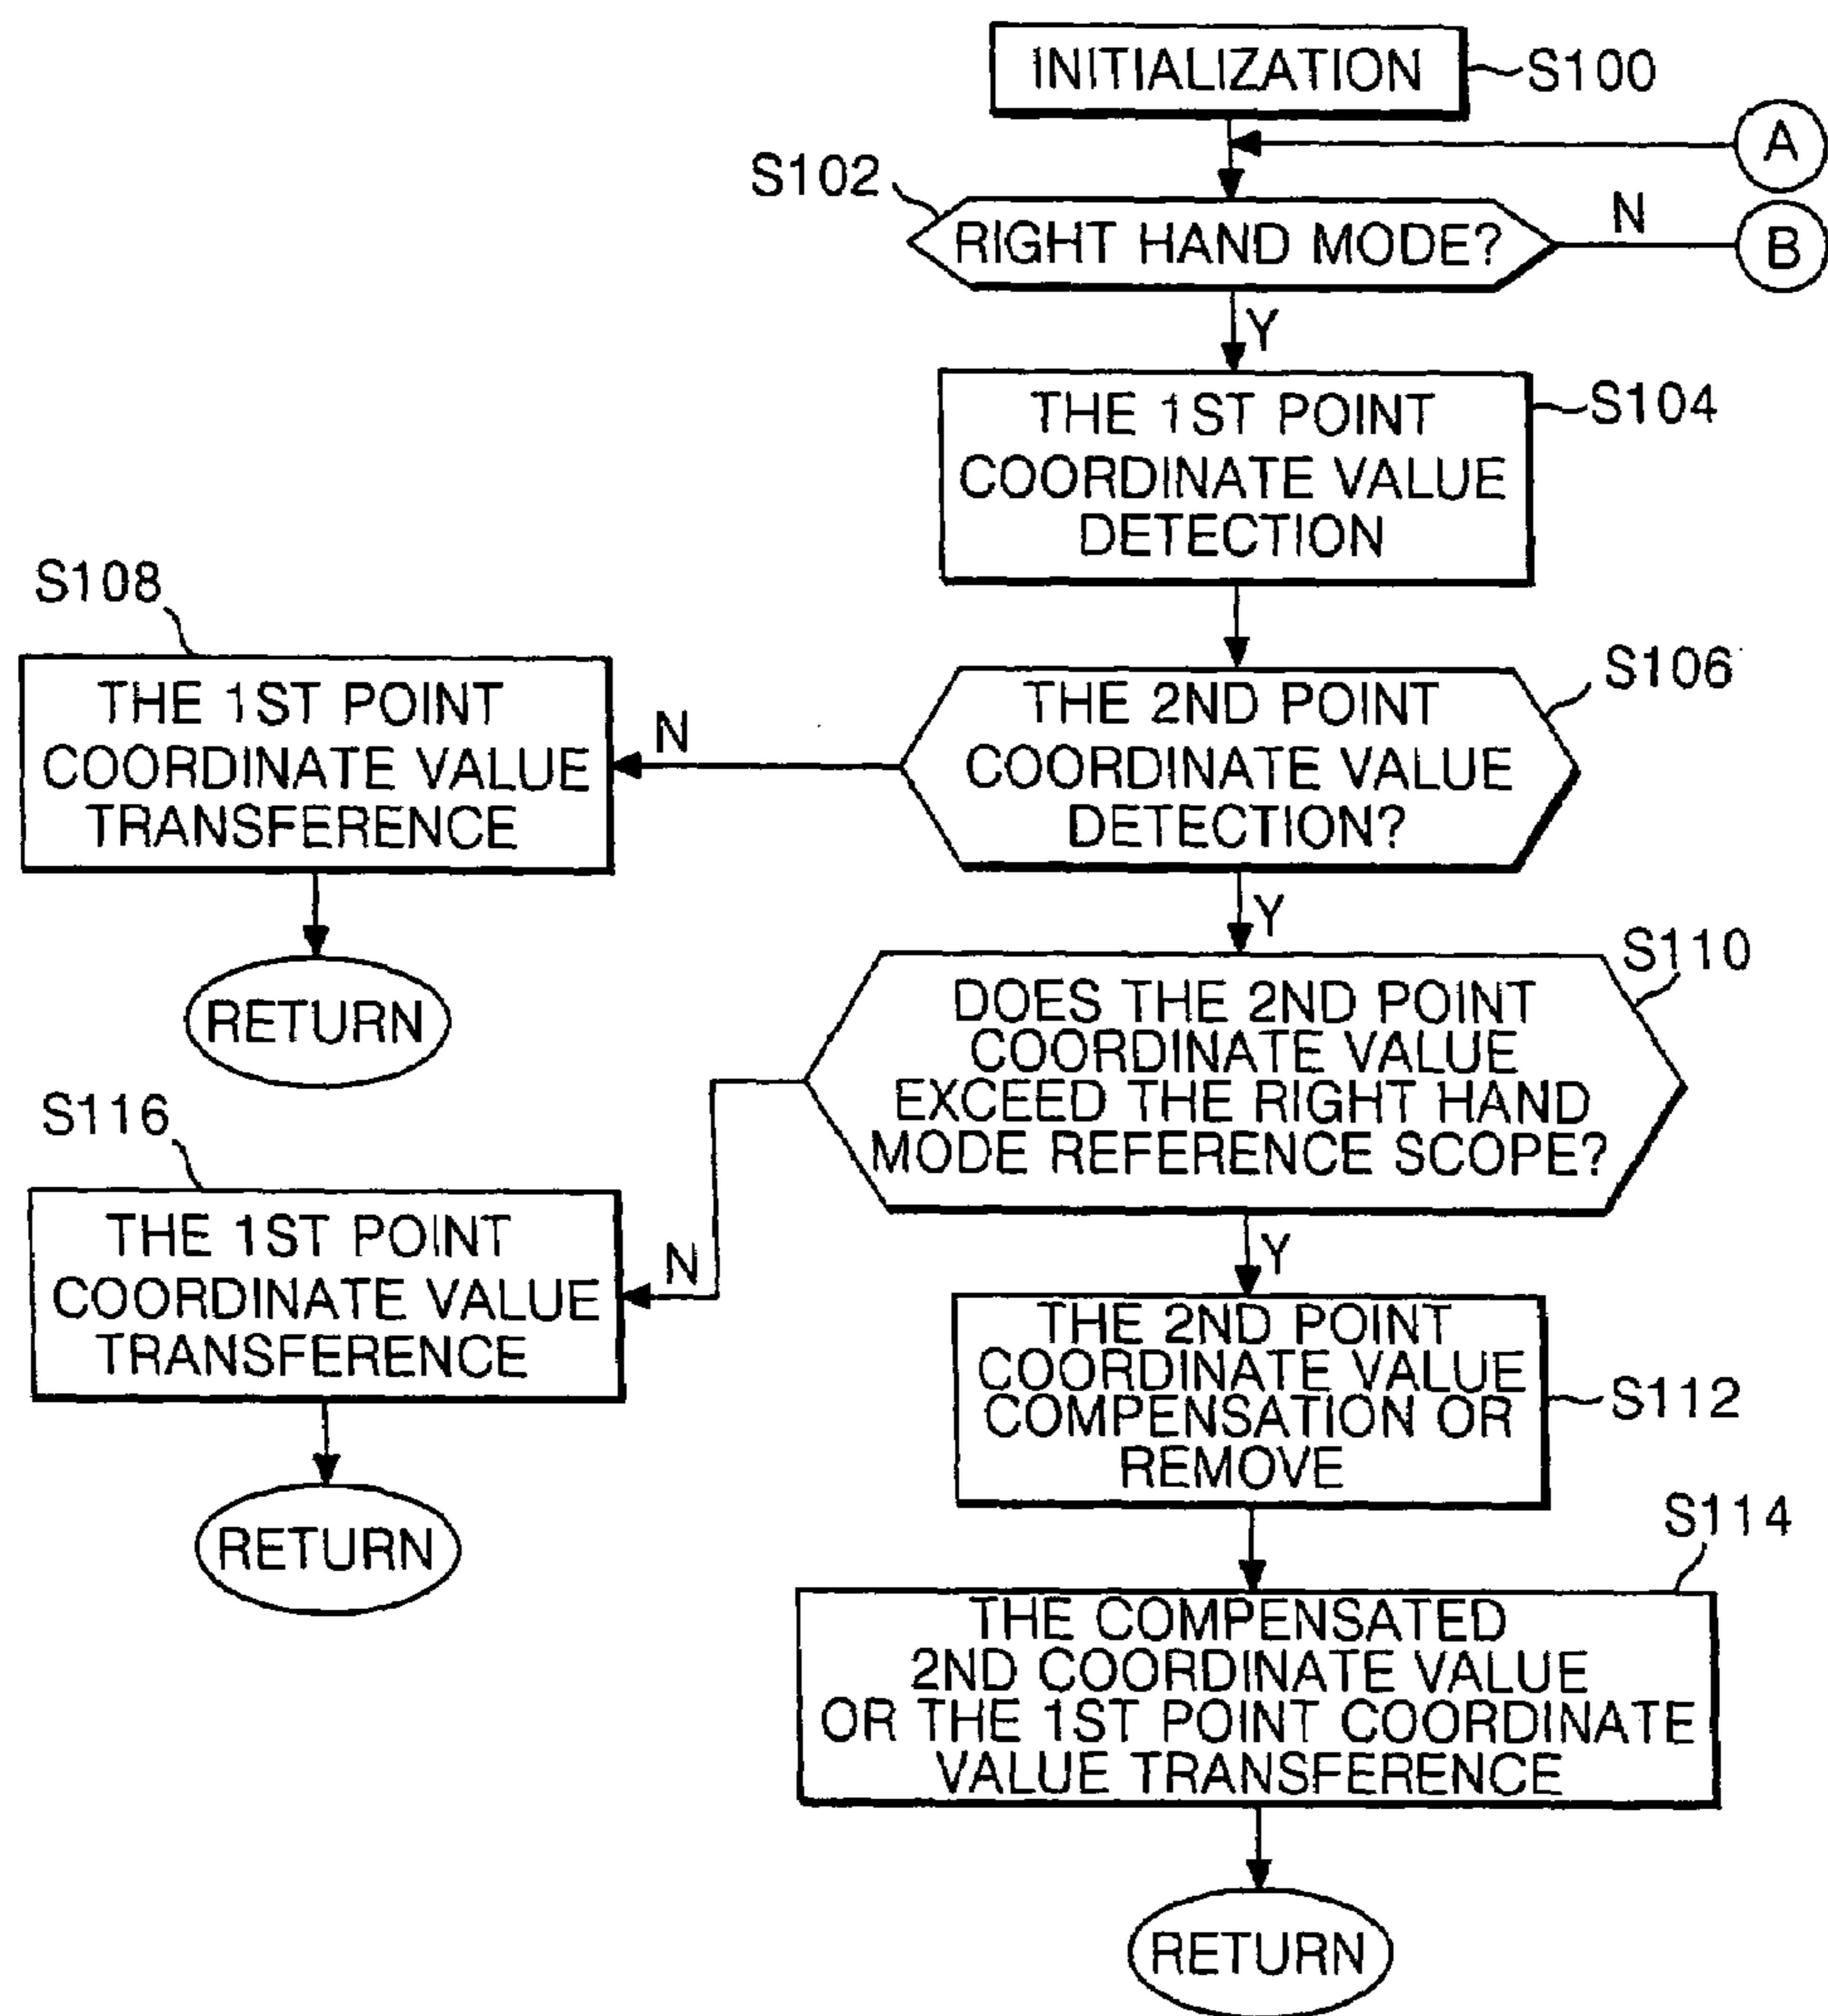 INITIALIZATION
S100
A
S102
RIGHT HAND MODE?
N
B
Y
THE 1ST POINT
COORDINATE VALUE
DETECTION
S104
S108
THE 1ST POINT
COORDINATE VALUE
TRANSFERENCE
N
THE 2ND POINT
COORDINATE VALUE
DETECTION?
S106
Y
RETURN
S110
DOES THE 2ND POINT
COORDINATE VALUE
EXCEED THE RIGHT HAND
MODE REFERENCE SCOPE?
S116
THE 1ST POINT
COORDINATE VALUE
TRANSFERENCE
N
Y
THE 2ND POINT
COORDINATE VALUE
COMPENSATION OR
REMOVE
S112
RETURN
S114
THE COMPENSATED
2ND COORDINATE VALUE
OR THE 1ST POINT COORDINATE
VALUE TRANSFERENCE
RETURN